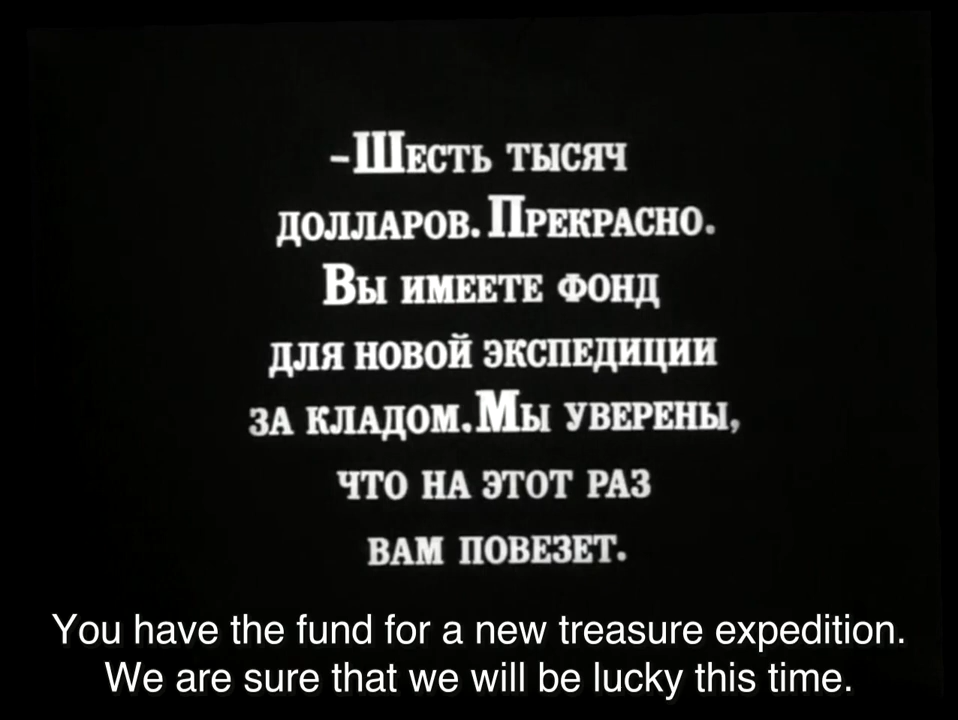 -Шесть тысяч
долларов. Прекрасно.
Вы имеете фонд
для новой экспедиции
за кладом. Мы уверены,
что на этот раз
вам повезет.
You have the fund for a new treasure expedition.
We are sure that we will be lucky this time.